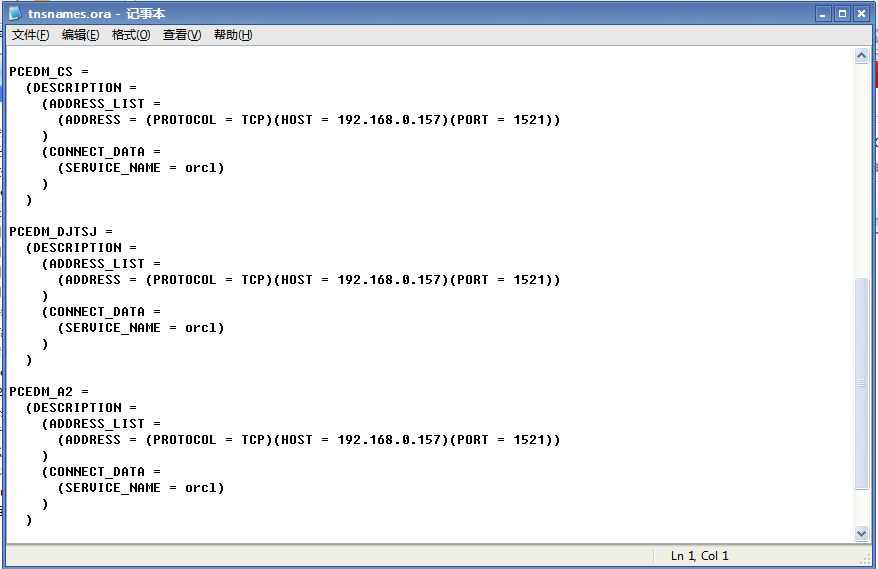 tnsnames.ora - 记事本
文件(F) 编辑(E) 格式(O) 查看(V) 帮助(H)
PCEDM_CS =
  (DESCRIPTION =
    (ADDRESS_LIST =
      (ADDRESS = (PROTOCOL = TCP)(HOST = 192.168.0.157)(PORT = 1521))
    )
    (CONNECT_DATA =
      (SERVICE_NAME = orcl)
    )
  )
PCEDM_DJTSJ =
  (DESCRIPTION =
    (ADDRESS_LIST =
      (ADDRESS = (PROTOCOL = TCP)(HOST = 192.168.0.157)(PORT = 1521))
    )
    (CONNECT_DATA =
      (SERVICE_NAME = orcl)
    )
  )
PCEDM_A2 =
  (DESCRIPTION =
    (ADDRESS_LIST =
      (ADDRESS = (PROTOCOL = TCP)(HOST = 192.168.0.157)(PORT = 1521))
    )
    (CONNECT_DATA =
      (SERVICE_NAME = orcl)
    )
  )
Ln 1, Col 1